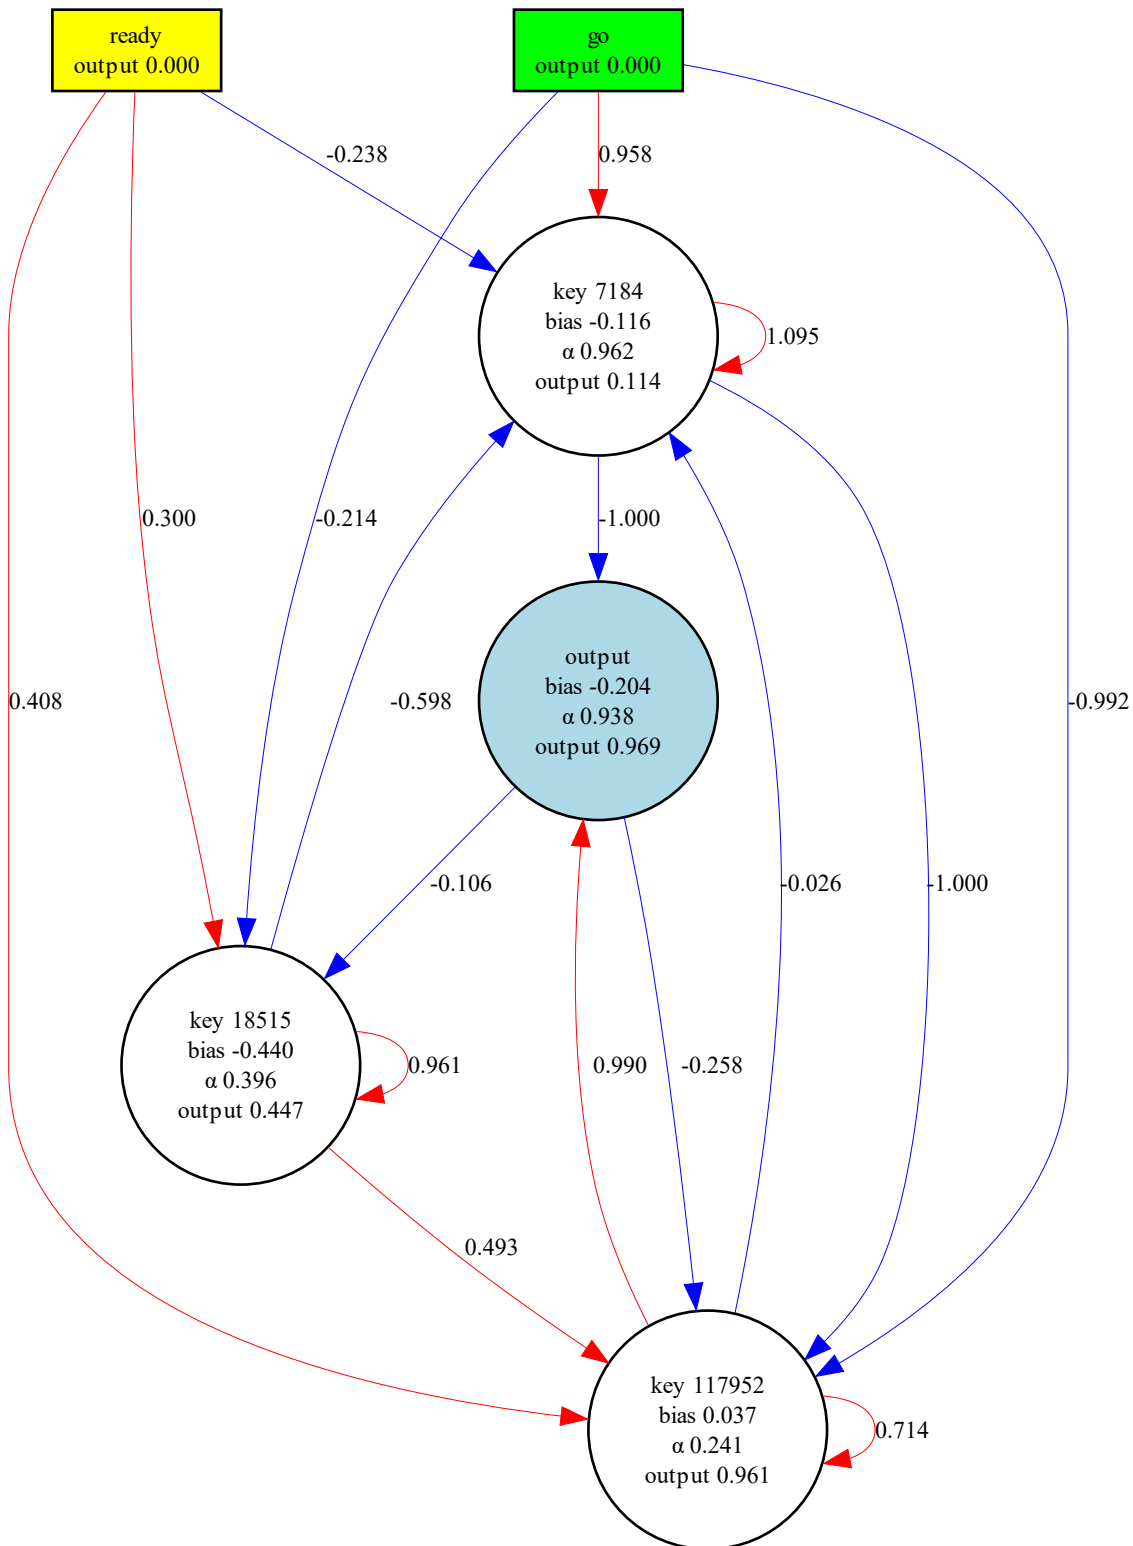 ready
output 0.000
go
output 0.000
-0.238
0.958
key 7184
bias -0.116
α 0.962
output 0.114
1.095
0.300
-0.214
-1.000
output
bias -0.204
α 0.938
output 0.969
0.408
-0.598
-0.992
-0.106
-0.026
-1.000
key 18515
bias -0.440
α 0.396
output 0.447
0.961
0.990
-0.258
0.493
key 117952
bias 0.037
α 0.241
output 0.961
0.714